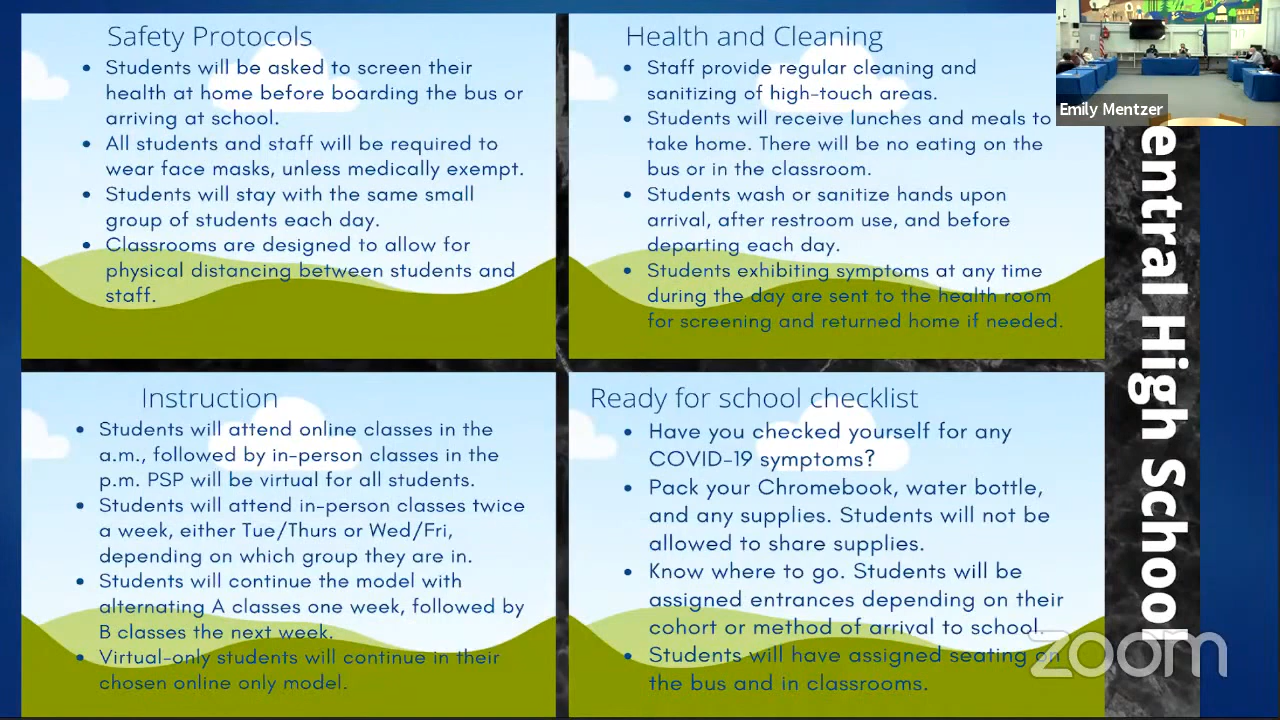 Safety Protocols
Students will be asked to screen their
health at home before boarding the bus or
arriving at school.
All students and staff will be required to
wear face masks, unless medically exempt.
Students will stay with the same small
group of students each day.
Classrooms are designed to allow for
physical distancing between students and
staff.
Health and Cleaning
Staff provide regular cleaning and
sanitizing of high-touch areas.
Students will receive lunches and meals to
take home. There will be no eating on the
bus or in the classroom.
Students wash or sanitize hands upon
arrival, after restroom use, and before
departing each day.
Students exhibiting symptoms at any time
during the day are sent to the health room
for screening and returned home if needed.
Emily Mentzer
Instruction
Students will attend online classes in the
a.m., followed by in-person classes in the
p.m. PSP will be virtual for all students.
Students will attend in-person classes twice
a week, either Tue/Thurs or Wed/Fri,
depending on which group they are in.
Students will continue the model with
alternating A classes one week, followed by
B classes the next week.
Virtual-only students will continue in their
chosen online only model.
Ready for school checklist
Have you checked yourself for any
COVID-19 symptoms?
Pack your Chromebook, water bottle,
and any supplies. Students will not be
allowed to share supplies.
Know where to go. Students will be
assigned entrances depending on their
cohort or method of arrival to school.
Students will have assigned seating on
the bus and in classrooms.
entral High School
zoom